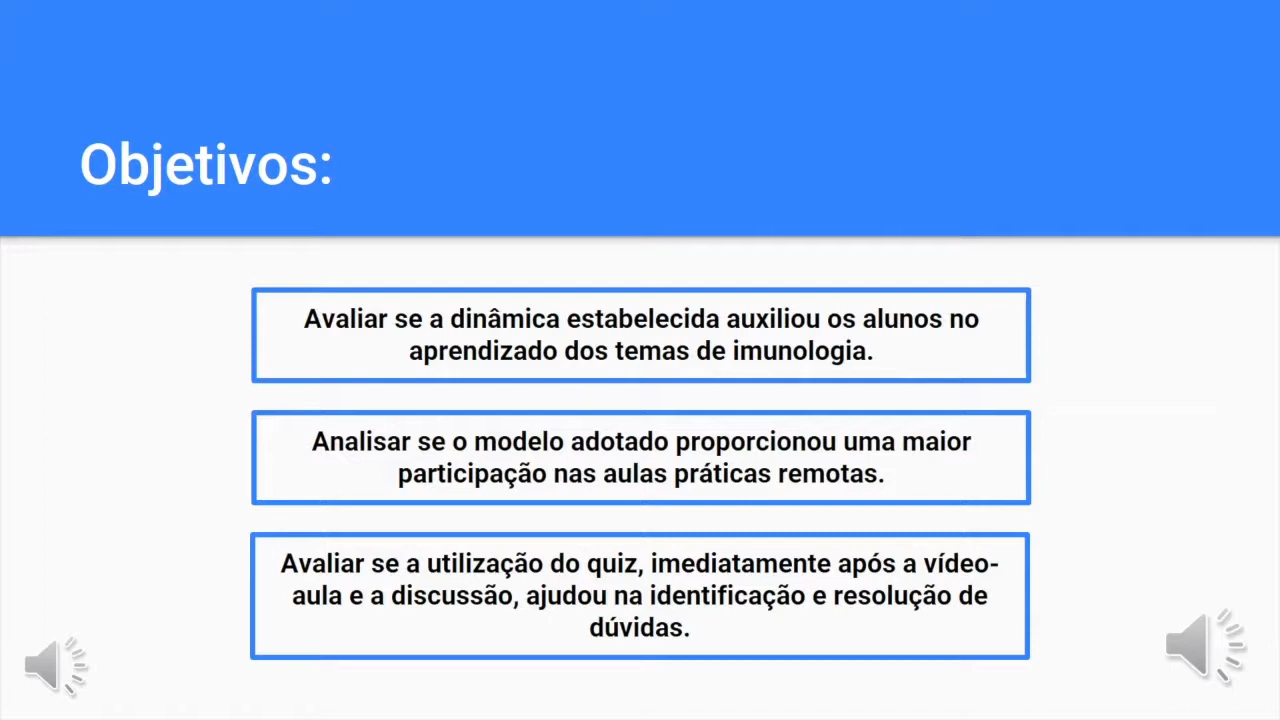 Objetivos:
Avaliar se a dinâmica estabelecida auxiliou os alunos no
aprendizado dos temas de imunologia.
Analisar se o modelo adotado proporcionou uma maior
participação nas aulas práticas remotas.
Avaliar se a utilização do quiz, imediatamente após a vídeo-
aula e a discussão, ajudou na identificação e resolução de
dúvidas.